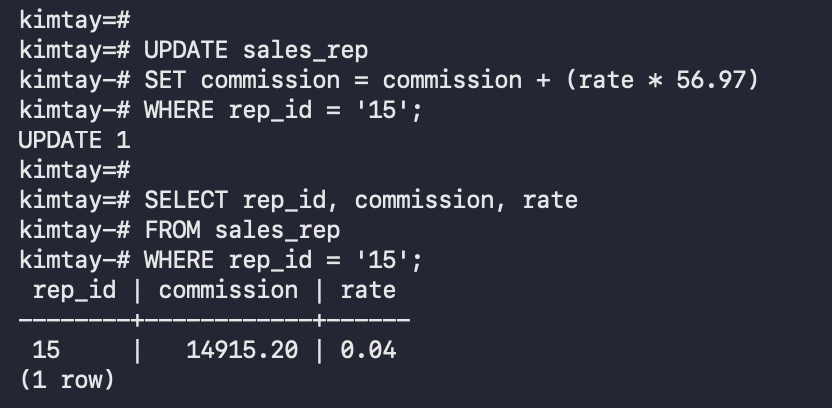 kimtay=#
kimtay=# UPDATE sales_rep
kimtay-# SET commission = commission + (rate * 56.97)
kimtay-# WHERE rep_id = '15';
UPDATE 1
kimtay=#
kimtay=# SELECT rep_id, commission, rate
kimtay-# FROM sales_rep
kimtay-# WHERE rep_id = '15';
 rep_id | commission | rate
--------+------------+------
 15     |   14915.20 | 0.04
(1 row)